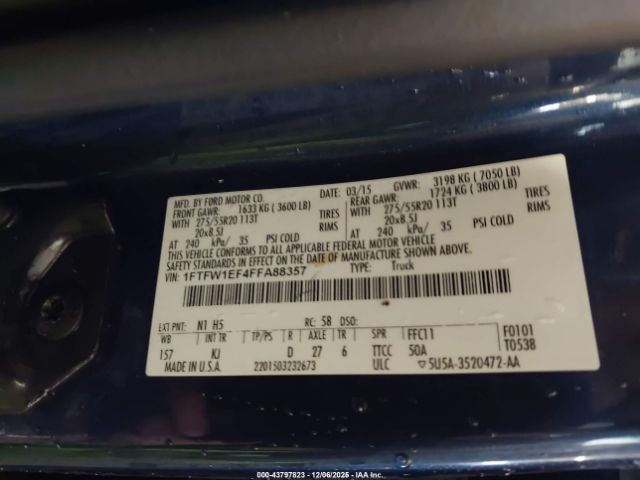 MFD. BY FORD MOTOR CO. DATE: 03/15 GVWR: 3198 KG ( 7050 LB)
FRONT GAWR: 1633 KG ( 3600 LB) REAR GAWR: 1724 KG ( 3800 LB)
WITH 275/55R20 113T TIRES WITH 275/55R20 113T TIRES
20x8.5J RIMS 20x8.5J RIMS
AT 240 kPa/ 35 PSI COLD AT 240 kPa/ 35 PSI COLD
THIS VEHICLE CONFORMS TO ALL APPLICABLE FEDERAL MOTOR VEHICLE
SAFETY STANDARDS IN EFFECT ON THE DATE OF MANUFACTURE SHOWN ABOVE.
VIN: 1FTFW1EF4FFA88357 TYPE: Truck
EXT PNT: N1 H5 RC: 58 DSO:
WB INT TR TP/PS R AX TR SPR FFC11 F0101
157 KJ D 27 6 TTCC 50A T0538
MADE IN U.S.A. 2201503232673 ULC ▽5U5A-3520472-AA
000-43797823 | 12/06/2025 - IAA Inc.